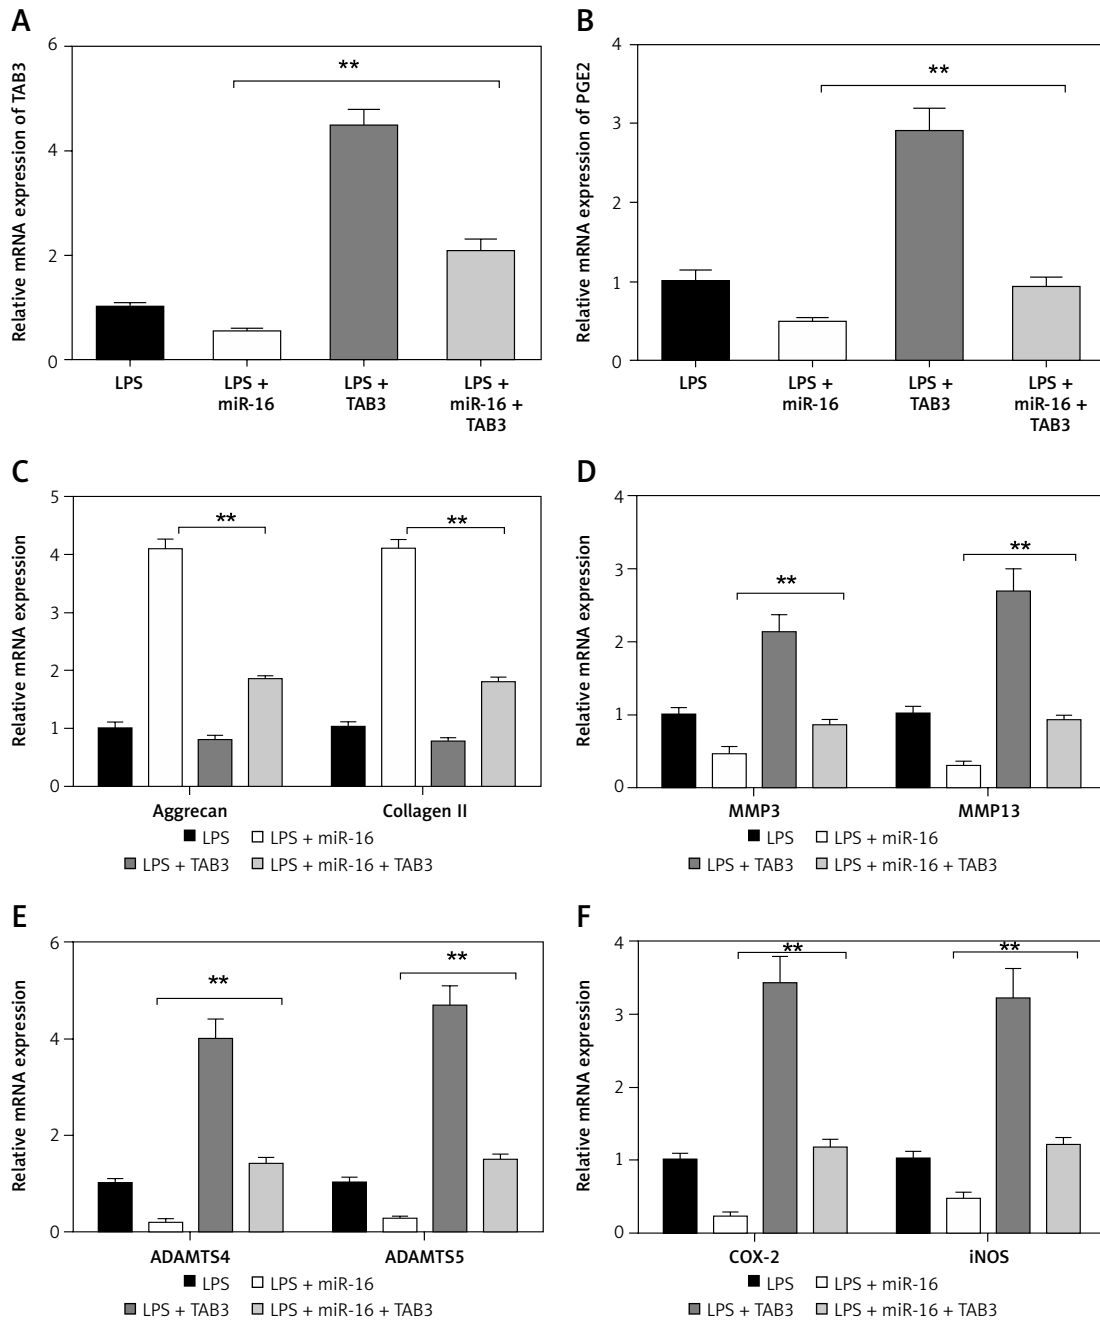 A
Relative mRNA expression of TAB3
6
4
2
0
**
LPS
LPS +
miR-16
LPS +
TAB3
LPS +
miR-16 +
TAB3
B
Relative mRNA expression of PGE2
4
3
2
1
0
**
LPS
LPS +
miR-16
LPS +
TAB3
LPS +
miR-16 +
TAB3
C
Relative mRNA expression
5
4
3
2
1
0
**
**
Aggrecan
Collagen II
LPS
LPS + miR-16
LPS + TAB3
LPS + miR-16 + TAB3
D
Relative mRNA expression
4
3
2
1
0
**
**
MMP3
MMP13
LPS
LPS + miR-16
LPS + TAB3
LPS + miR-16 + TAB3
E
Relative mRNA expression
6
4
2
0
**
**
ADAMTS4
ADAMTS5
LPS
LPS + miR-16
LPS + TAB3
LPS + miR-16 + TAB3
F
Relative mRNA expression
4
3
2
1
0
**
**
COX-2
iNOS
LPS
LPS + miR-16
LPS + TAB3
LPS + miR-16 + TAB3